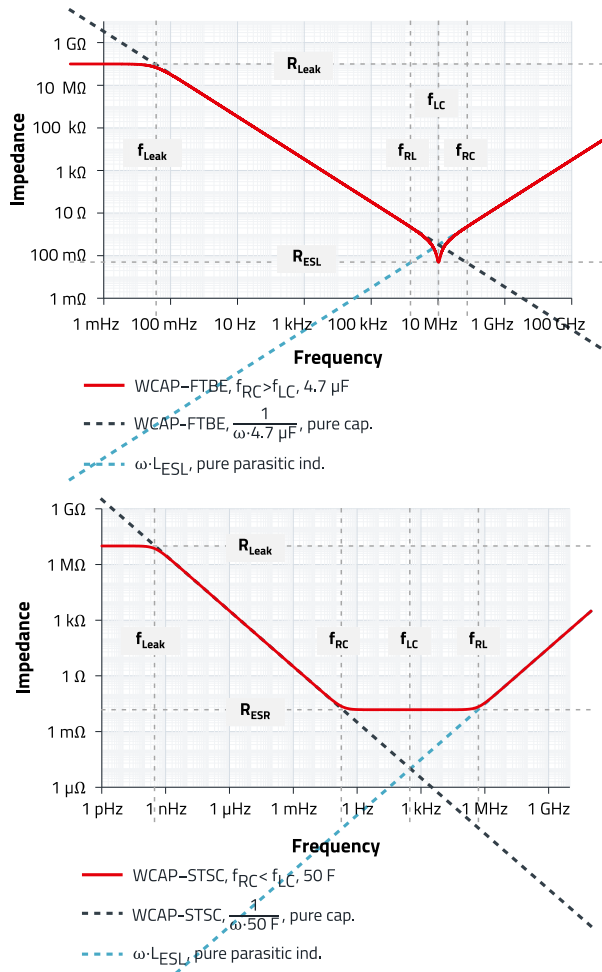 Impedance
1 GΩ
10 MΩ
100 kΩ
1 kΩ
10 Ω
100 mΩ
1 mΩ
R_Leak
f_LC
f_Leak
f_RL
f_RC
R_ESL
1 mHz 100 mHz 10 Hz 1 kHz 100 kHz 10 MHz 1 GHz 100 GHz
Frequency
WCAP-FTBE, f_RC>f_LC, 4.7 µF
WCAP-FTBE, 1/ω·4.7 µF, pure cap.
ω·L_ESL, pure parasitic ind.
Impedance
1 GΩ
1 MΩ
1 kΩ
1 Ω
1 mΩ
1 µΩ
R_Leak
f_Leak
f_RC
f_LC
f_RL
R_ESR
1 pHz 1 nHz 1 µHz 1 mHz 1 Hz 1 kHz 1 MHz 1 GHz
Frequency
WCAP-STSC, f_RC< f_LC, 50 F
WCAP-STSC, 1/ω·50 F, pure cap.
ω·L_ESL, pure parasitic ind.